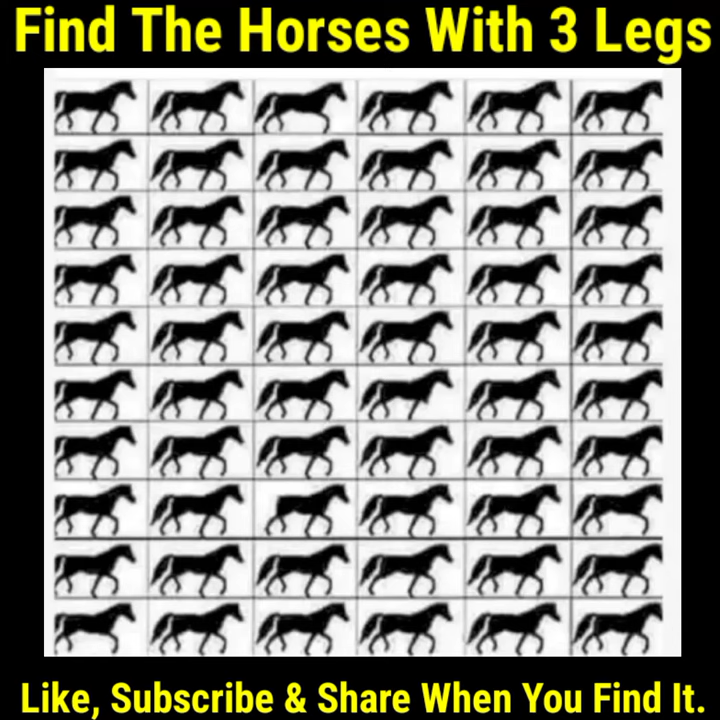 Find The Horses With 3 Legs
Like, Subscribe & Share When You Find It.